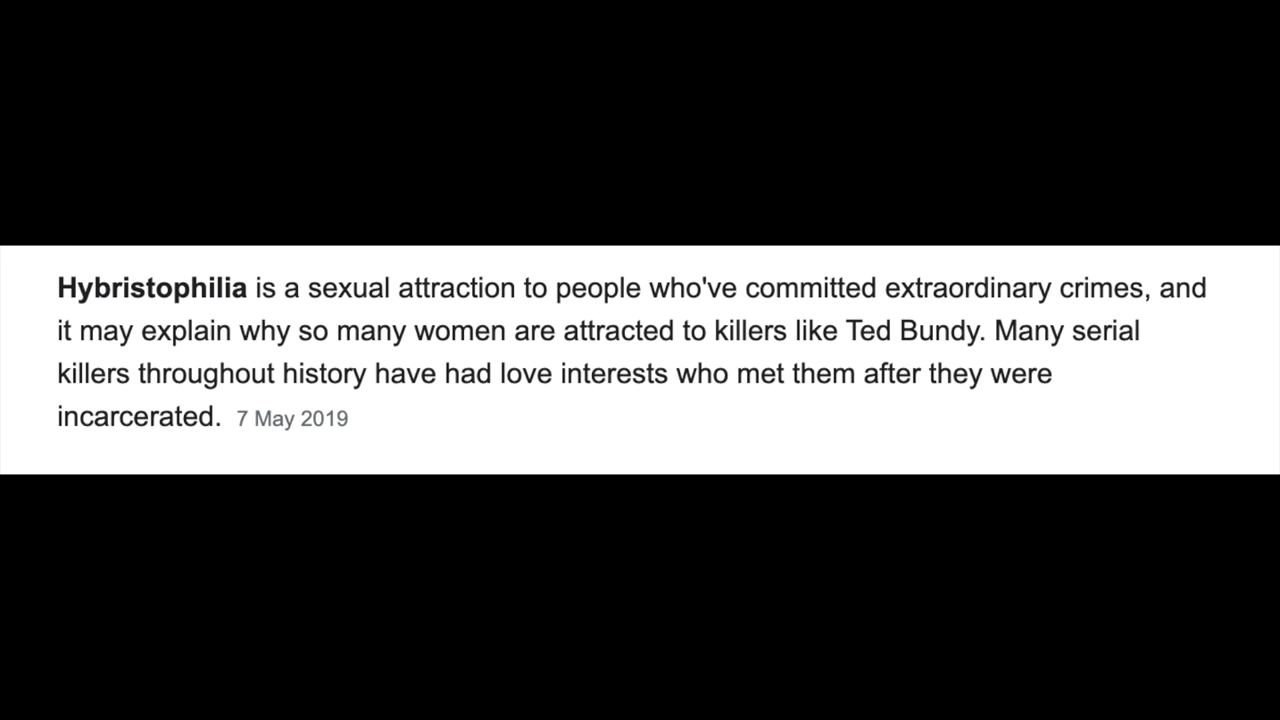 Hybristophilia is a sexual attraction to people who've committed extraordinary crimes, and
it may explain why so many women are attracted to killers like Ted Bundy. Many serial
killers throughout history have had love interests who met them after they were
incarcerated. 7 May 2019